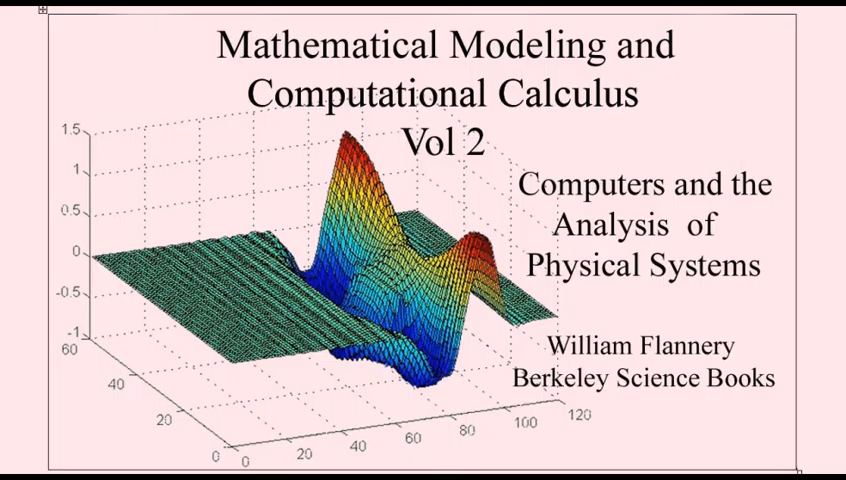 Mathematical Modeling and
Computational Calculus
Vol 2
Computers and the
Analysis of
Physical Systems
William Flannery
Berkeley Science Books
1.5
1
0.5
0
-0.5
-1
60
40
20
0
0
20
40
60
80
100
120